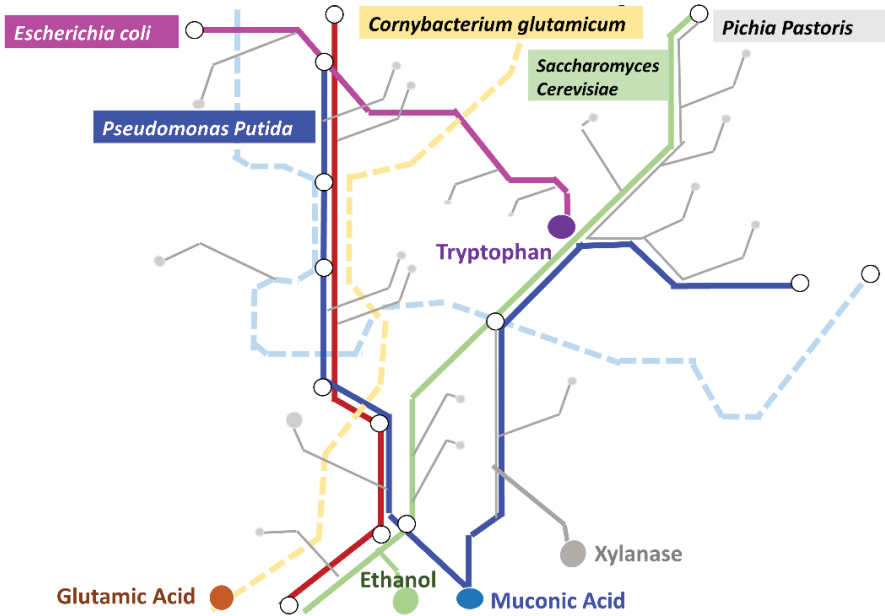 Escherichia coli
Cornybacterium glutamicum
Pichia Pastoris
Saccharomyces
Cerevisiae
Pseudomonas Putida
Tryptophan
Xylanase
Ethanol
Glutamic Acid
Muconic Acid